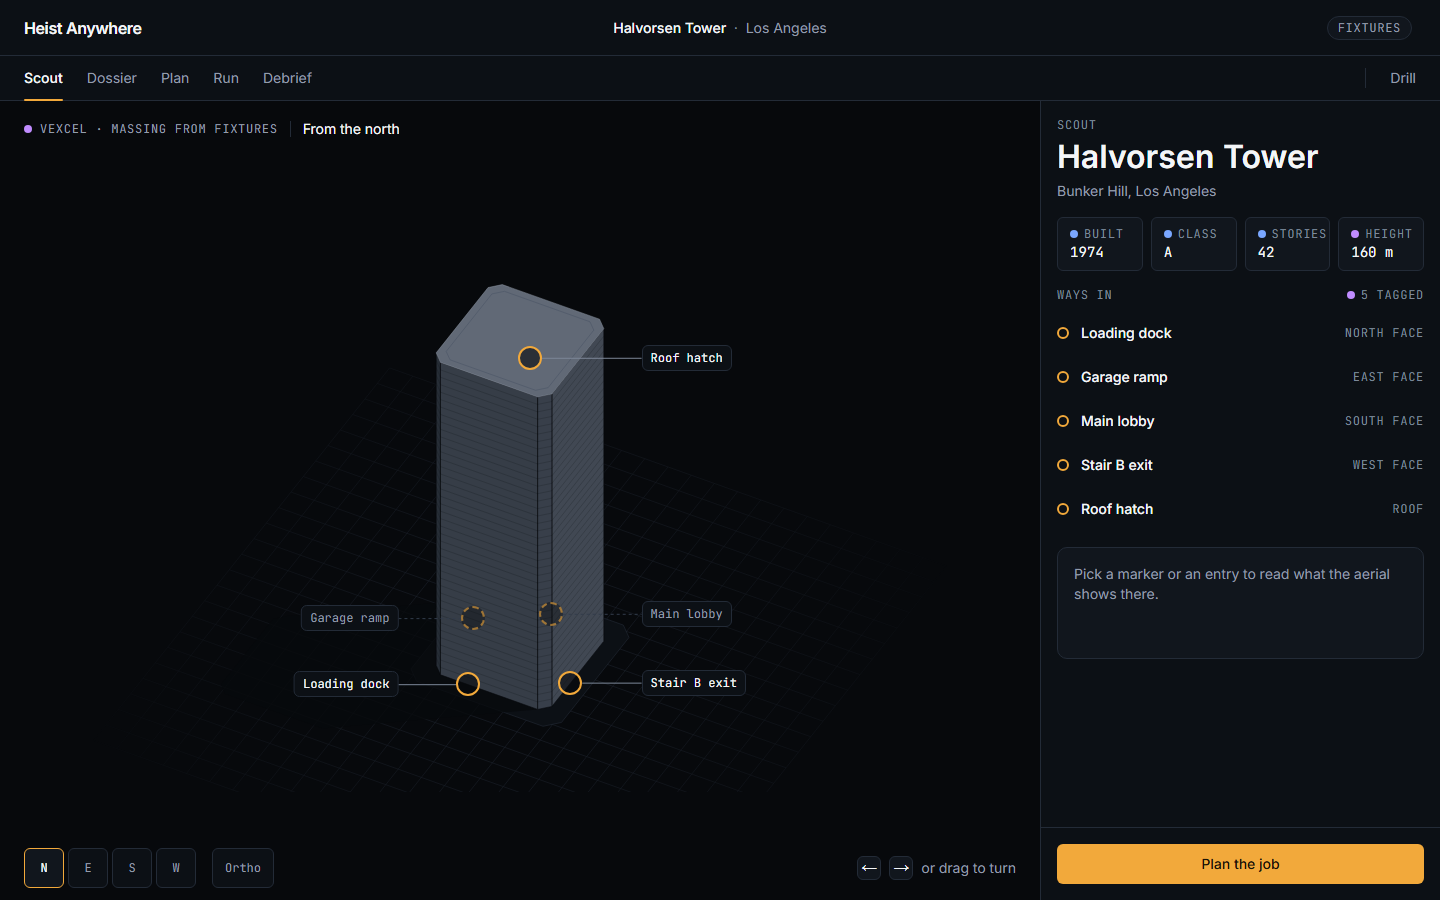 Heist Anywhere
Halvorsen Tower · Los Angeles
FIXTURES
Scout
Dossier
Plan
Run
Debrief
Drill
VEXCEL · MASSING FROM FIXTURES
From the north
Roof hatch
Garage ramp
Main lobby
Loading dock
Stair B exit
N
E
S
W
Ortho
← → or drag to turn
SCOUT
Halvorsen Tower
Bunker Hill, Los Angeles
BUILT
1974
CLASS
A
STORIES
42
HEIGHT
160 m
WAYS IN
5 TAGGED
Loading dock
NORTH FACE
Garage ramp
EAST FACE
Main lobby
SOUTH FACE
Stair B exit
WEST FACE
Roof hatch
ROOF
Pick a marker or an entry to read what the aerial
shows there.
Plan the job